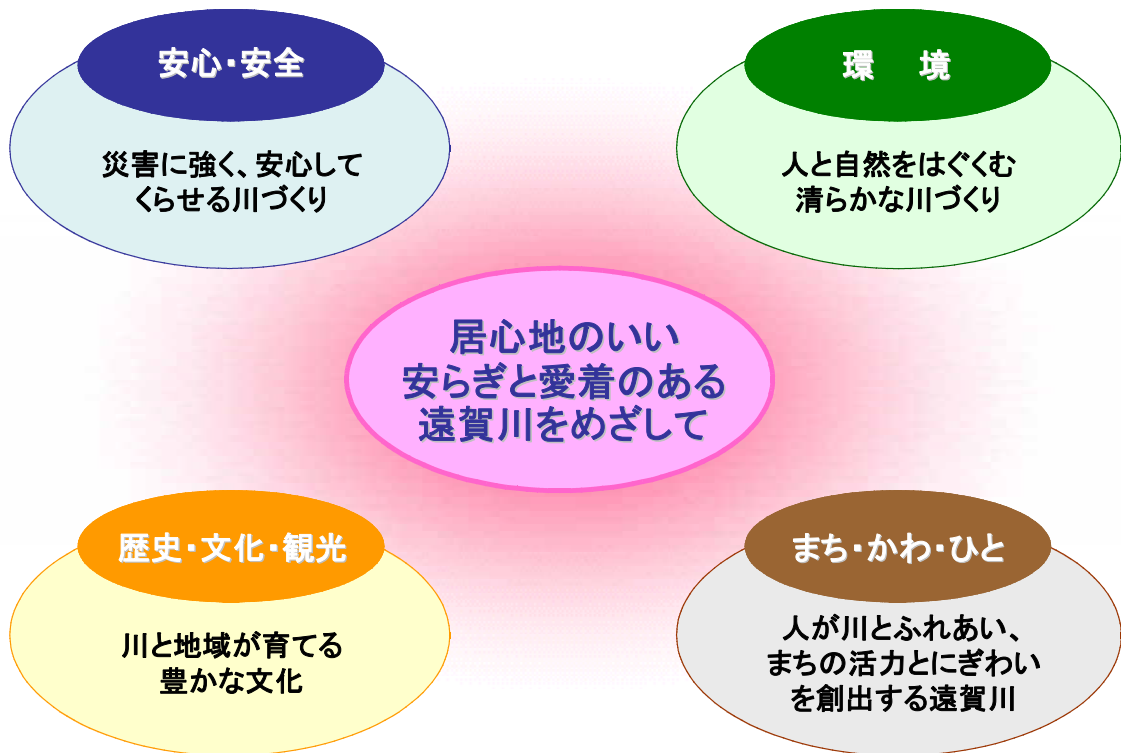 安心・安全
災害に強く、安心して
くらせる川づくり
環　境
人と自然をはぐくむ
清らかな川づくり
居心地のいい
安らぎと愛着のある
遠賀川をめざして
歴史・文化・観光
川と地域が育てる
豊かな文化
まち・かわ・ひと
人が川とふれあい、
まちの活力とにぎわい
を創出する遠賀川